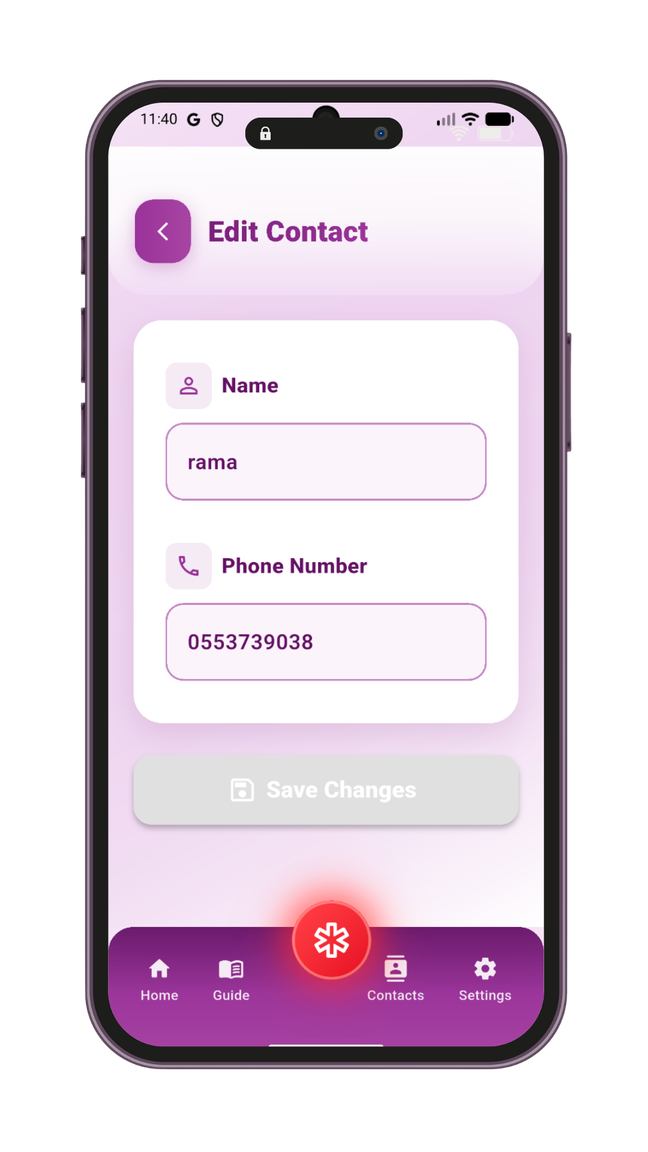 11:40
Edit Contact
Name
rama
Phone Number
0553739038
Save Changes
Home Guide Contacts Settings